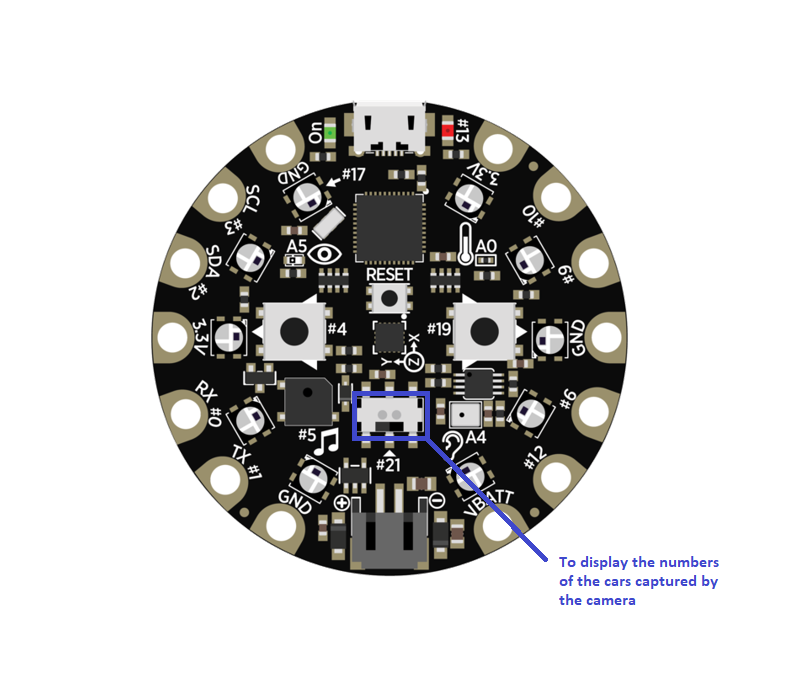 On
#13
GND
#17
3.3V
SCL
#10
#3
A5
A0
SDA
#9
#2
RESET
3.3V
#4
#19
X
GND
Y
Z
RX
#0
#6
#5
A4
TX
#1
#21
#12
GND
VBATT
+
-
To display the numbers
of the cars captured by
the camera